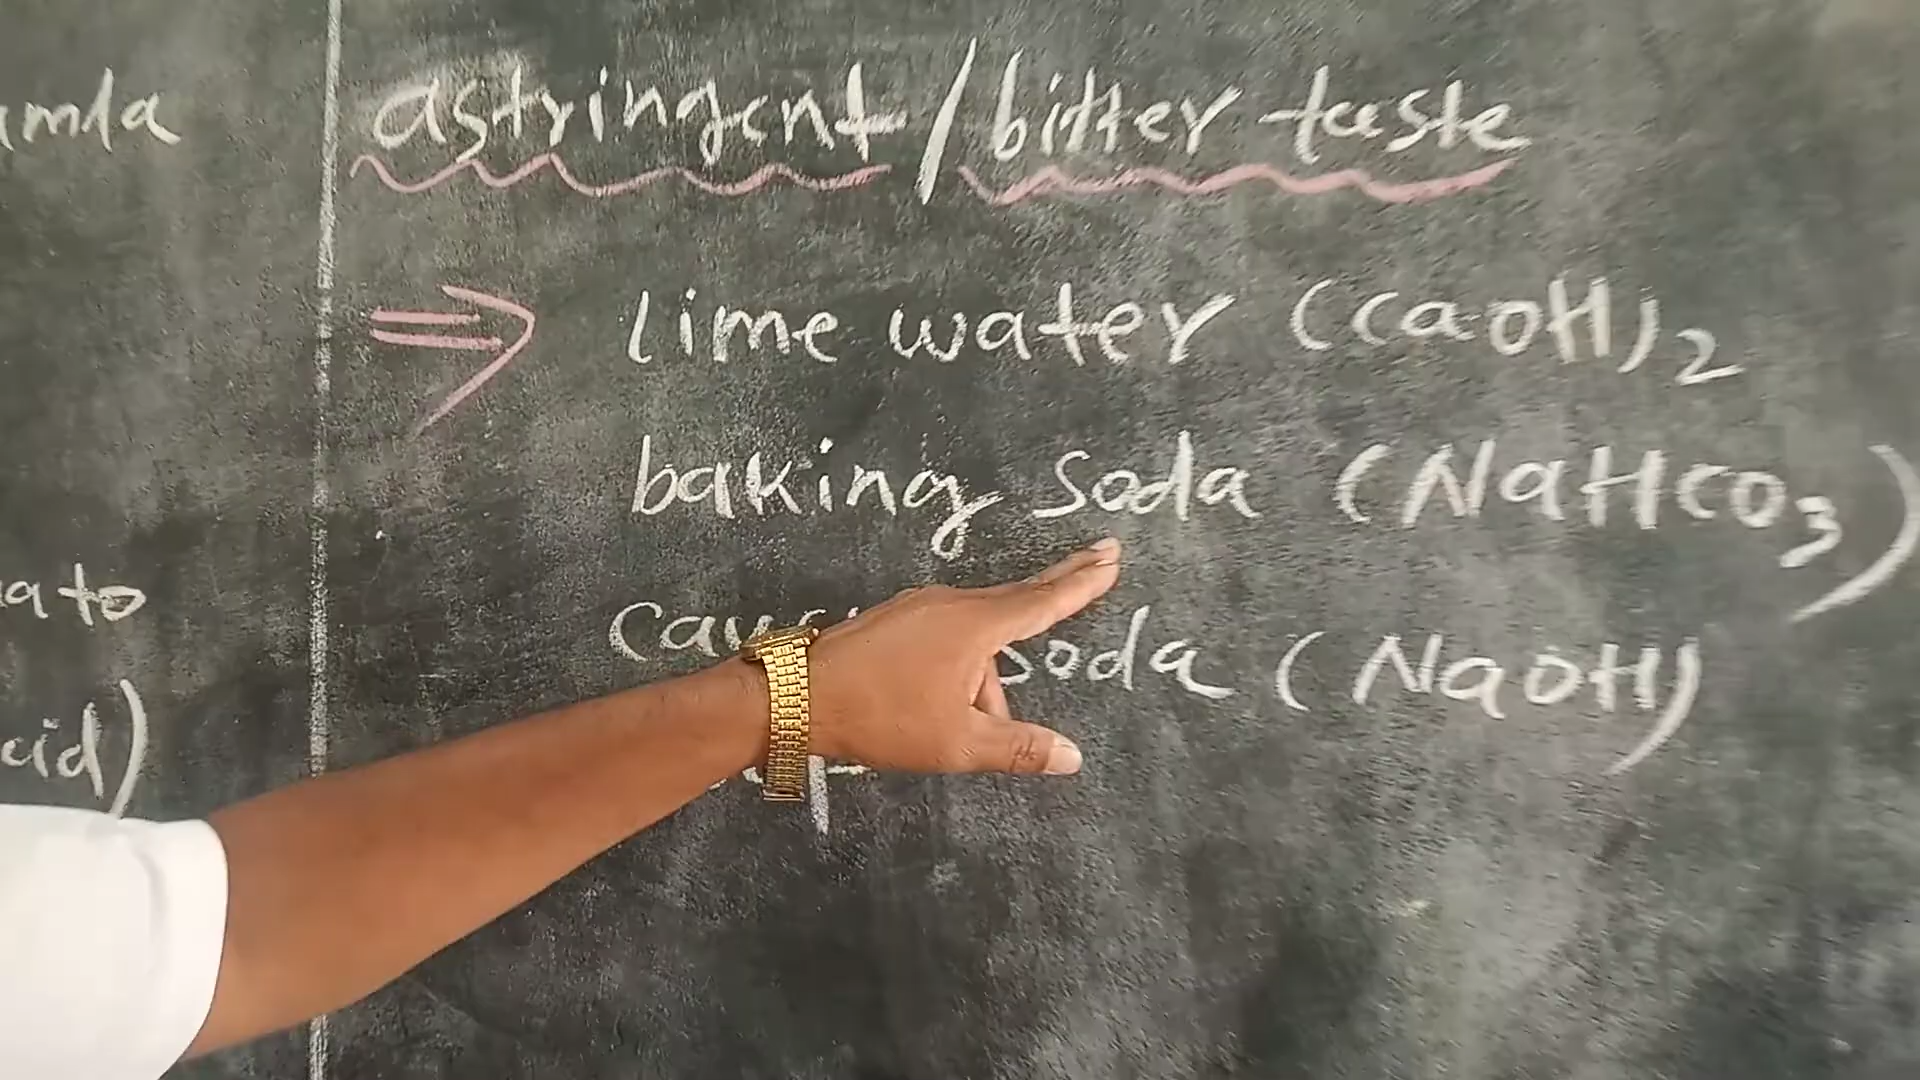 amla
astringent / bitter taste
lime water (CaOH)2
baking soda (NaHCO3)
soda (NaOH)
ato
cid)